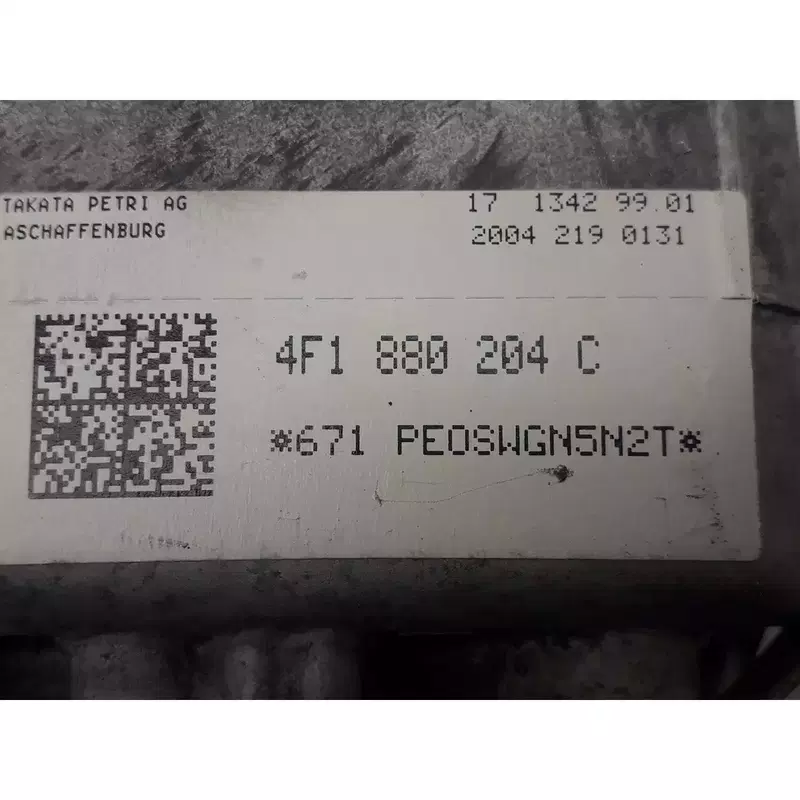 TAKATA PETRI AG
ASCHAFFENBURG
17 1342 99.01
2004 219 0131
4F1 880 204 C
*671 PEOSWGN5N2T*